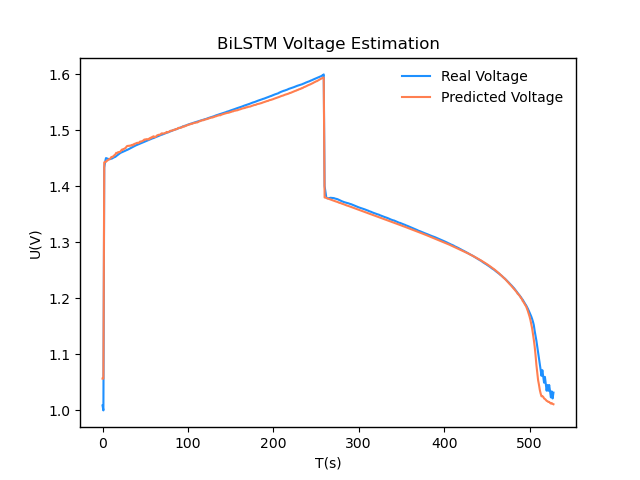 BiLSTM Voltage Estimation
U(V)
1.6
1.5
1.4
1.3
1.2
1.1
1.0
Real Voltage
Predicted Voltage
0 100 200 300 400 500
T(s)